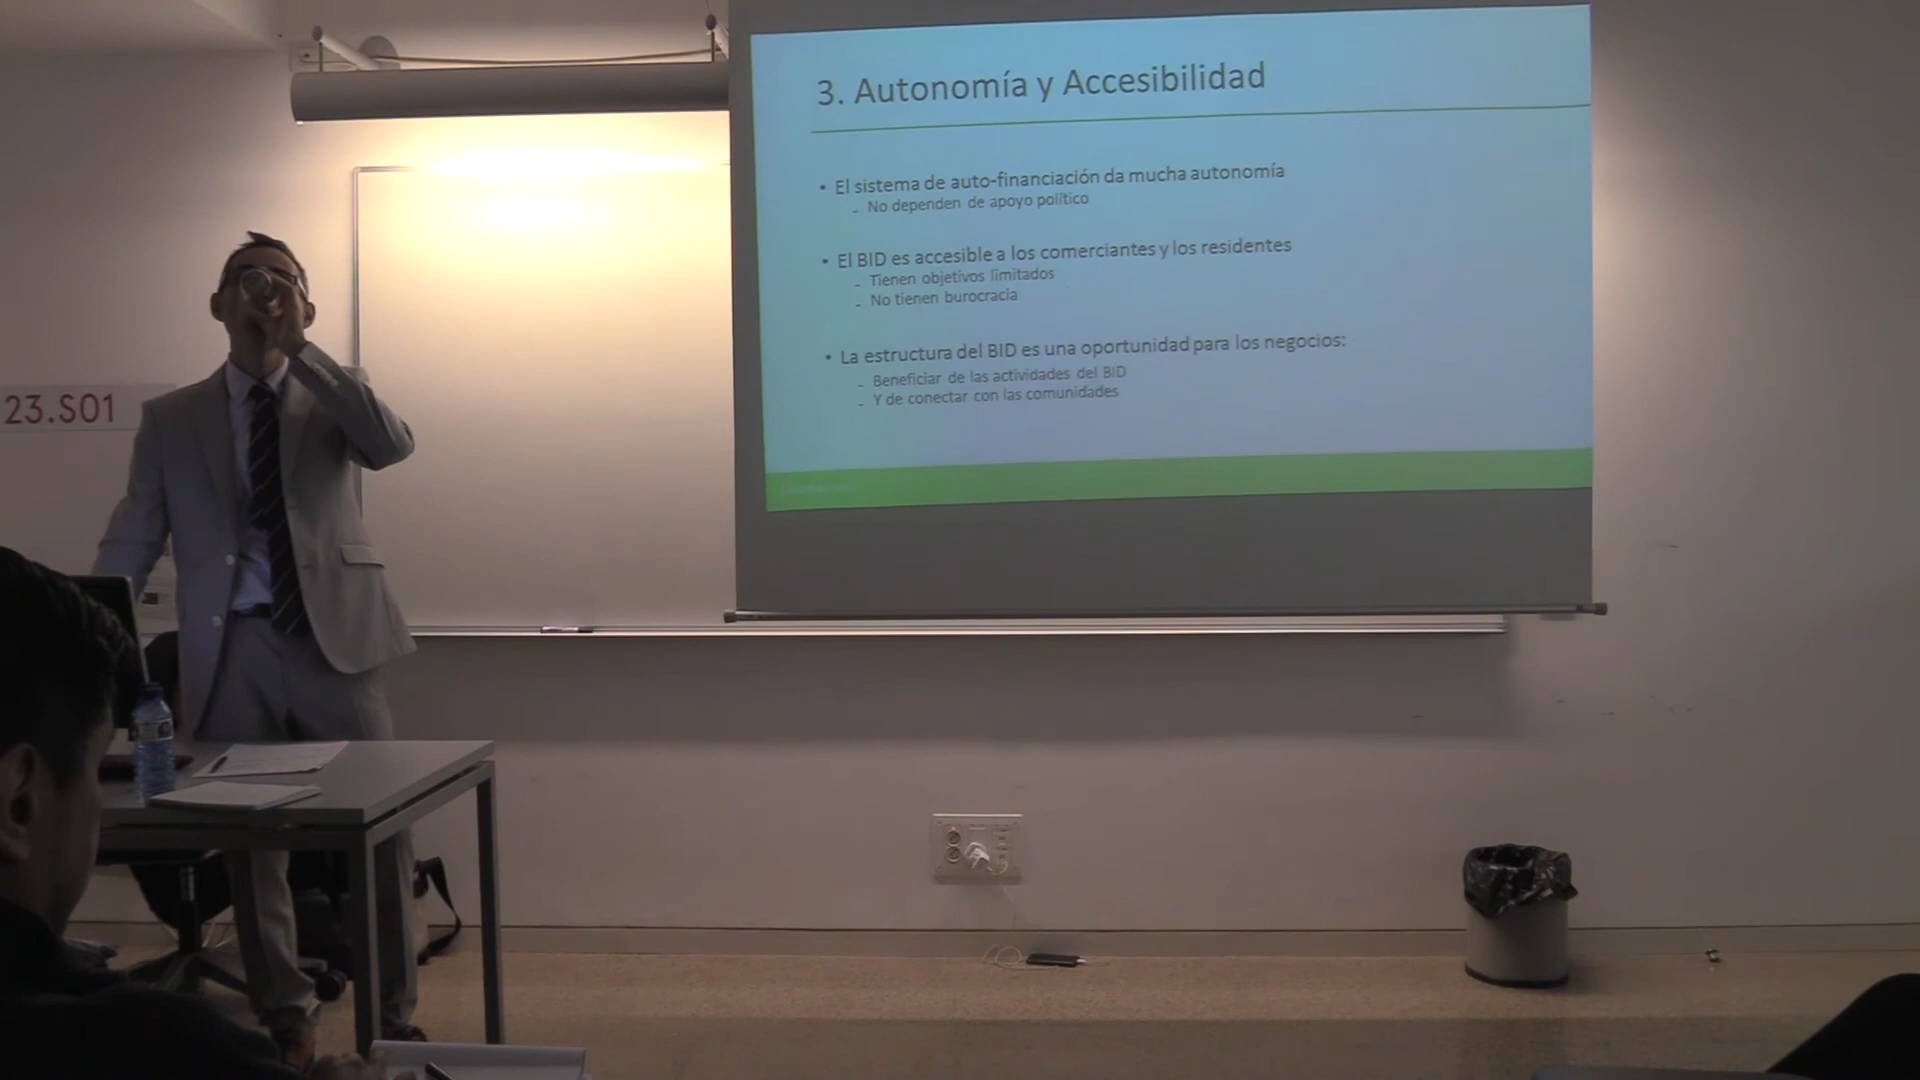 3. Autonomía y Accesibilidad
• El sistema de auto-financiación da mucha autonomía
- No dependen de apoyo político
• El BID es accesible a los comerciantes y los residentes
- Tienen objetivos limitados
- No tienen burocracia
• La estructura del BID es una oportunidad para los negocios:
- Beneficiar de las actividades del BID
- Y de conectar con las comunidades
23.S01